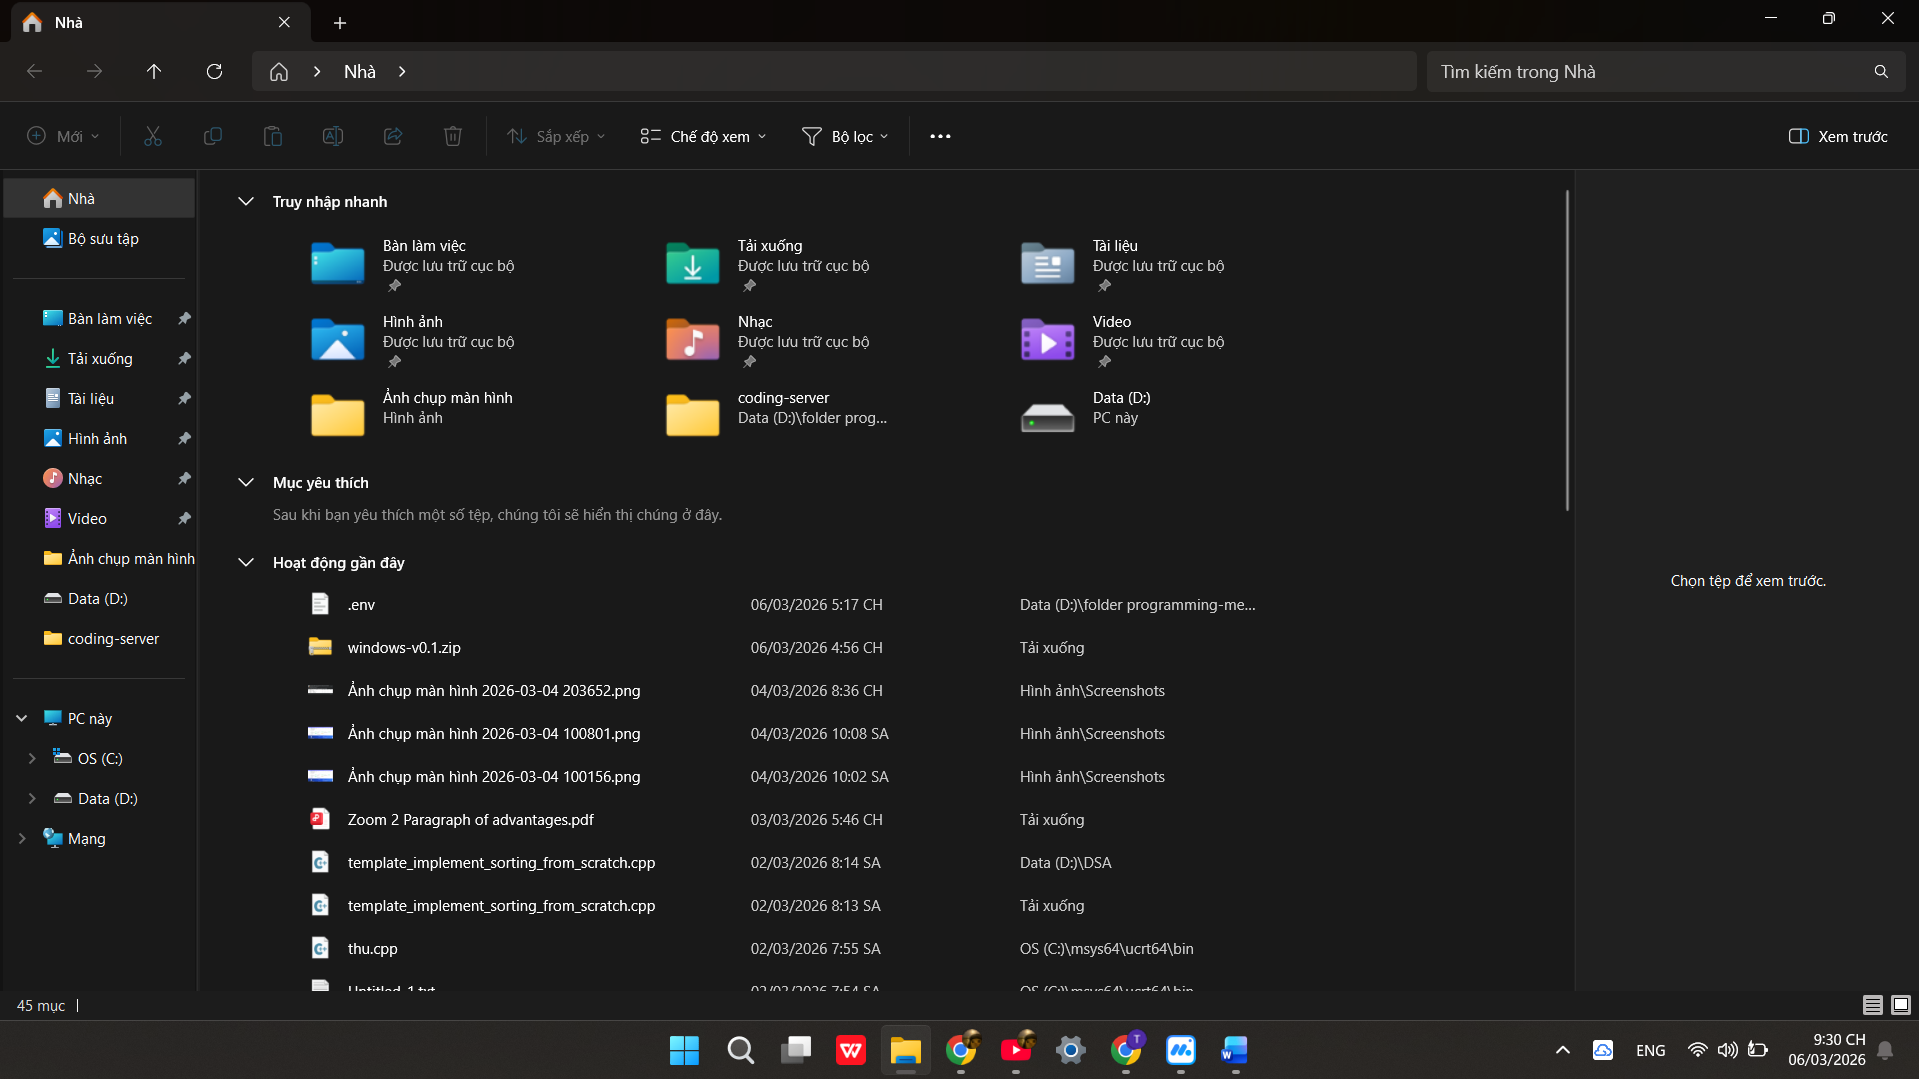 Nhà
Nhà
Tìm kiếm trong Nhà
Mới
Sắp xếp
Chế độ xem
Bộ lọc
Xem trước
Nhà
Bộ sưu tập
Bàn làm việc
Tải xuống
Tài liệu
Hình ảnh
Nhạc
Video
Ảnh chụp màn hình
Data (D:)
coding-server
PC này
OS (C:)
Data (D:)
Mạng
Truy nhập nhanh
Bàn làm việc
Được lưu trữ cục bộ
Tải xuống
Được lưu trữ cục bộ
Tài liệu
Được lưu trữ cục bộ
Hình ảnh
Được lưu trữ cục bộ
Nhạc
Được lưu trữ cục bộ
Video
Được lưu trữ cục bộ
Ảnh chụp màn hình
Hình ảnh
coding-server
Data (D:)\folder prog...
Data (D:)
PC này
Mục yêu thích
Sau khi bạn yêu thích một số tệp, chúng tôi sẽ hiển thị chúng ở đây.
Hoạt động gần đây
.env 06/03/2026 5:17 CH Data (D:)\folder programming-me...
windows-v0.1.zip 06/03/2026 4:56 CH Tải xuống
Ảnh chụp màn hình 2026-03-04 203652.png 04/03/2026 8:36 CH Hình ảnh\Screenshots
Ảnh chụp màn hình 2026-03-04 100801.png 04/03/2026 10:08 SA Hình ảnh\Screenshots
Ảnh chụp màn hình 2026-03-04 100156.png 04/03/2026 10:02 SA Hình ảnh\Screenshots
Zoom 2 Paragraph of advantages.pdf 03/03/2026 5:46 CH Tải xuống
template_implement_sorting_from_scratch.cpp 02/03/2026 8:14 SA Data (D:)\DSA
template_implement_sorting_from_scratch.cpp 02/03/2026 8:13 SA Tải xuống
thu.cpp 02/03/2026 7:55 SA OS (C:)\msys64\ucrt64\bin
Untitled-1.txt 02/03/2026 7:54 SA OS (C:)\msys64\ucrt64\bin
Chọn tệp để xem trước.
45 mục
T
W
ENG
9:30 CH
06/03/2026